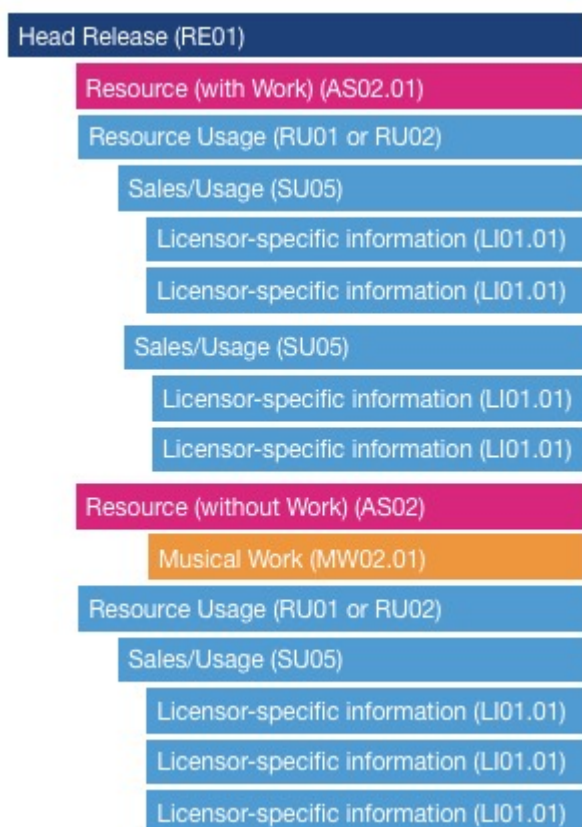 Head Release (RE01)
Resource (with Work) (AS02.01)
Resource Usage (RU01 or RU02)
Sales/Usage (SU05)
Licensor-specific information (LI01.01)
Licensor-specific information (LI01.01)
Sales/Usage (SU05)
Licensor-specific information (LI01.01)
Licensor-specific information (LI01.01)
Resource (without Work) (AS02)
Musical Work (MW02.01)
Resource Usage (RU01 or RU02)
Sales/Usage (SU05)
Licensor-specific information (LI01.01)
Licensor-specific information (LI01.01)
Licensor-specific information (LI01.01)